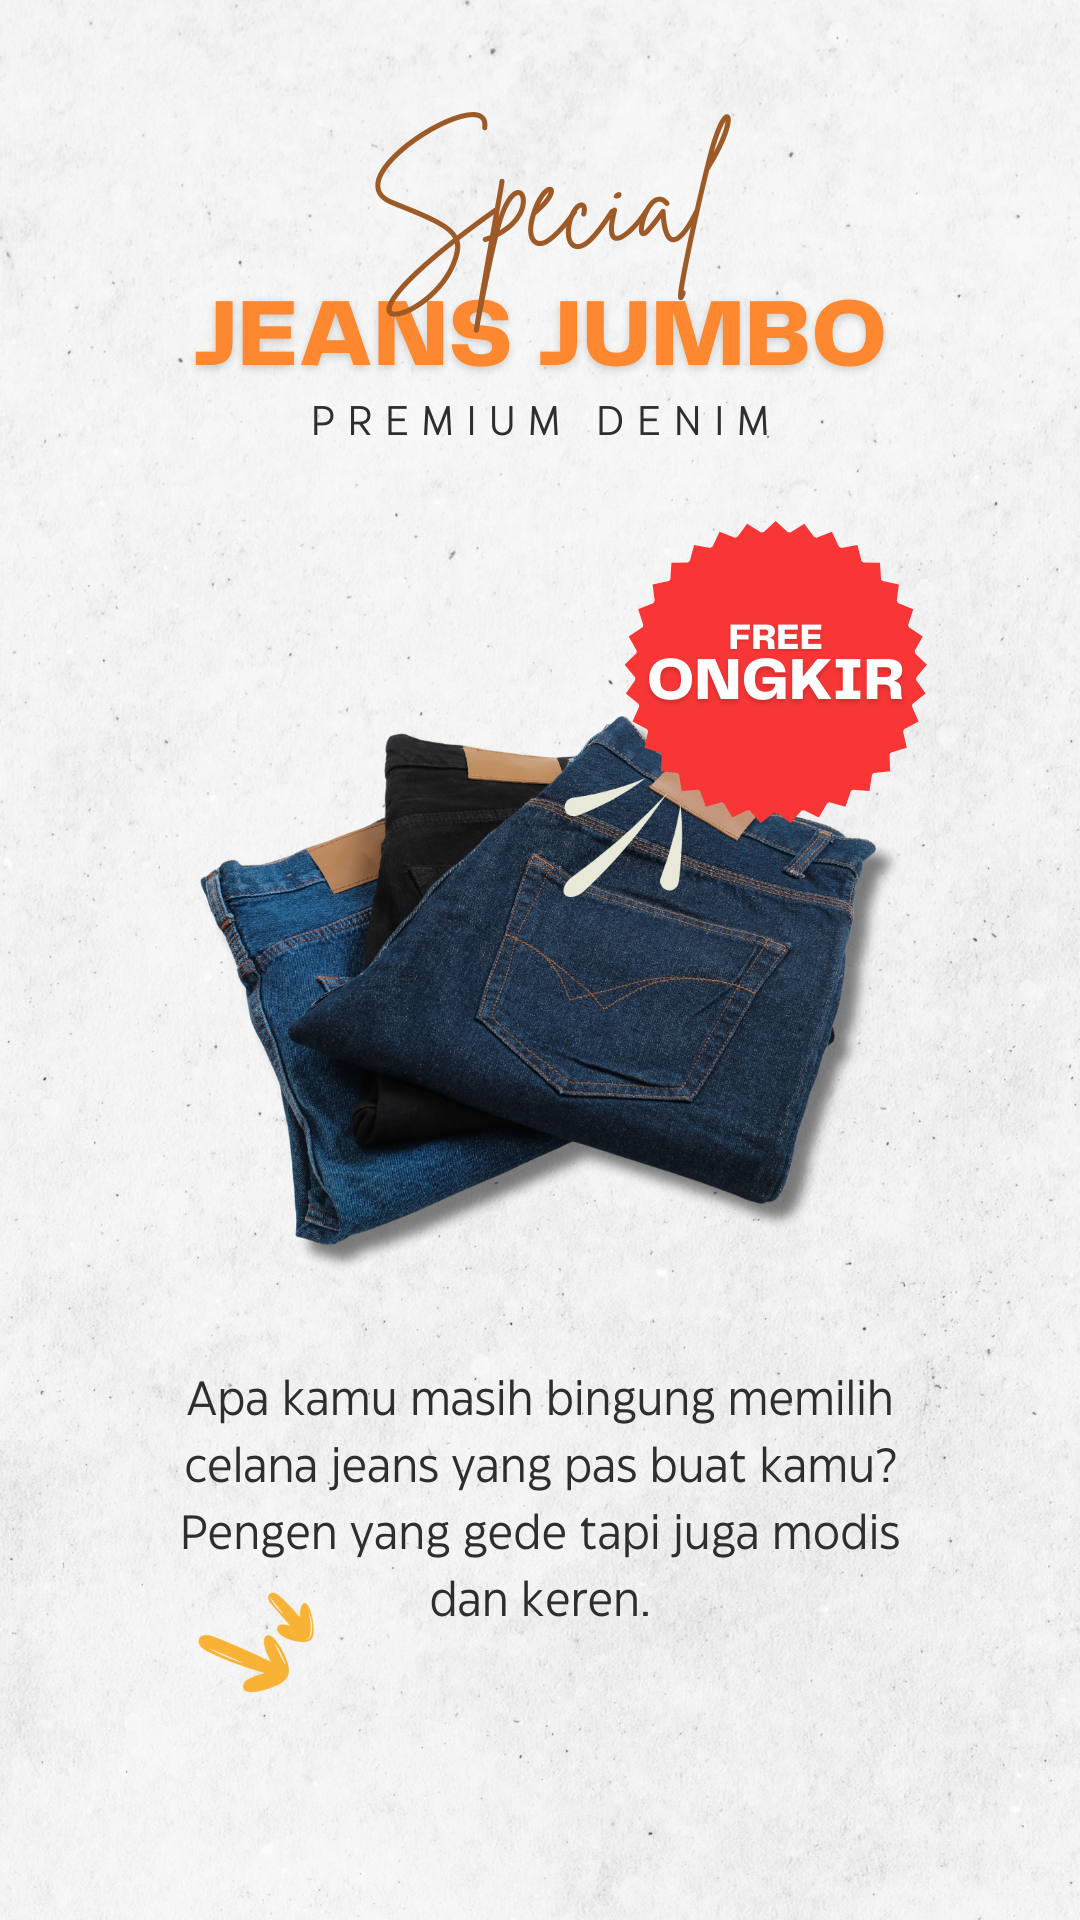 Special
JEANS JUMBO
PREMIUM DENIM
FREE
ONGKIR
Apa kamu masih bingung memilih
celana jeans yang pas buat kamu?
Pengen yang gede tapi juga modis
dan keren.